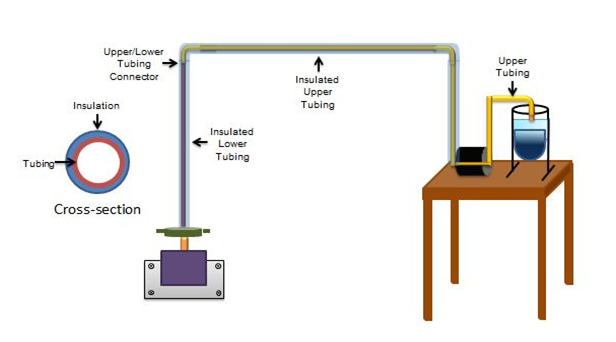 Upper/Lower
Tubing
Connector
Insulated
Upper
Tubing
Upper
Tubing
Insulation
Insulated
Lower
Tubing
Tubing
Cross-section